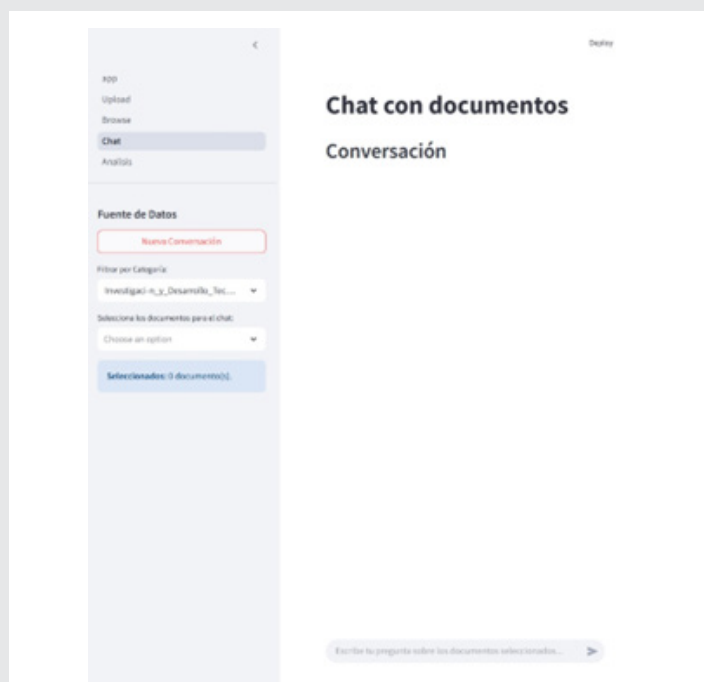 Deploy
app
Upload
Browse
Chat
Analisis
Chat con documentos
Conversación
Fuente de Datos
Nueva Conversación
Filtrar por Categoría:
Investigaci-n_y_Desarrollo_Tec...
Selecciona los documentos para el chat:
Choose an option
Seleccionados: 0 documento(s).
Escribe tu pregunta sobre los documentos seleccionados...